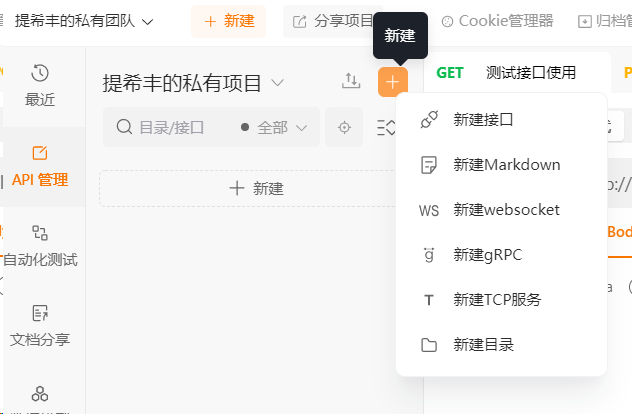 提希丰的私有团队
新建
分享项目
新建
Cookie管理器
归档管
最近
提希丰的私有项目
GET 测试接口使用
目录/接口
全部
新建接口
API 管理
新建Markdown
新建
WS 新建websocket
自动化测试
新建gRPC
T 新建TCP服务
文档分享
新建目录